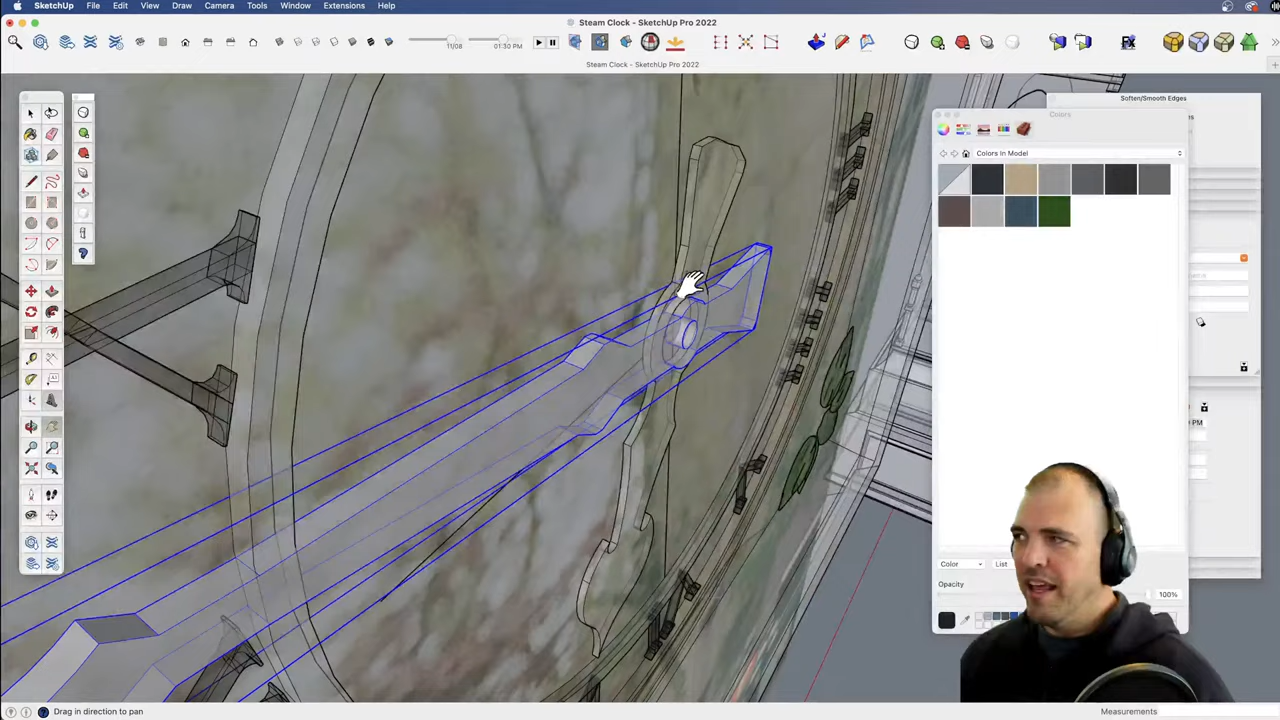 SketchUp File Edit View Draw Camera Tools Window Extensions Help
Steam Clock - SketchUp Pro 2022
11/08 01:30 PM
Steam Clock - SketchUp Pro 2022
Soften/Smooth Edges
Colors
Colors In Model
PM
Color List
Opacity
100%
Drag in direction to pan
Measurements